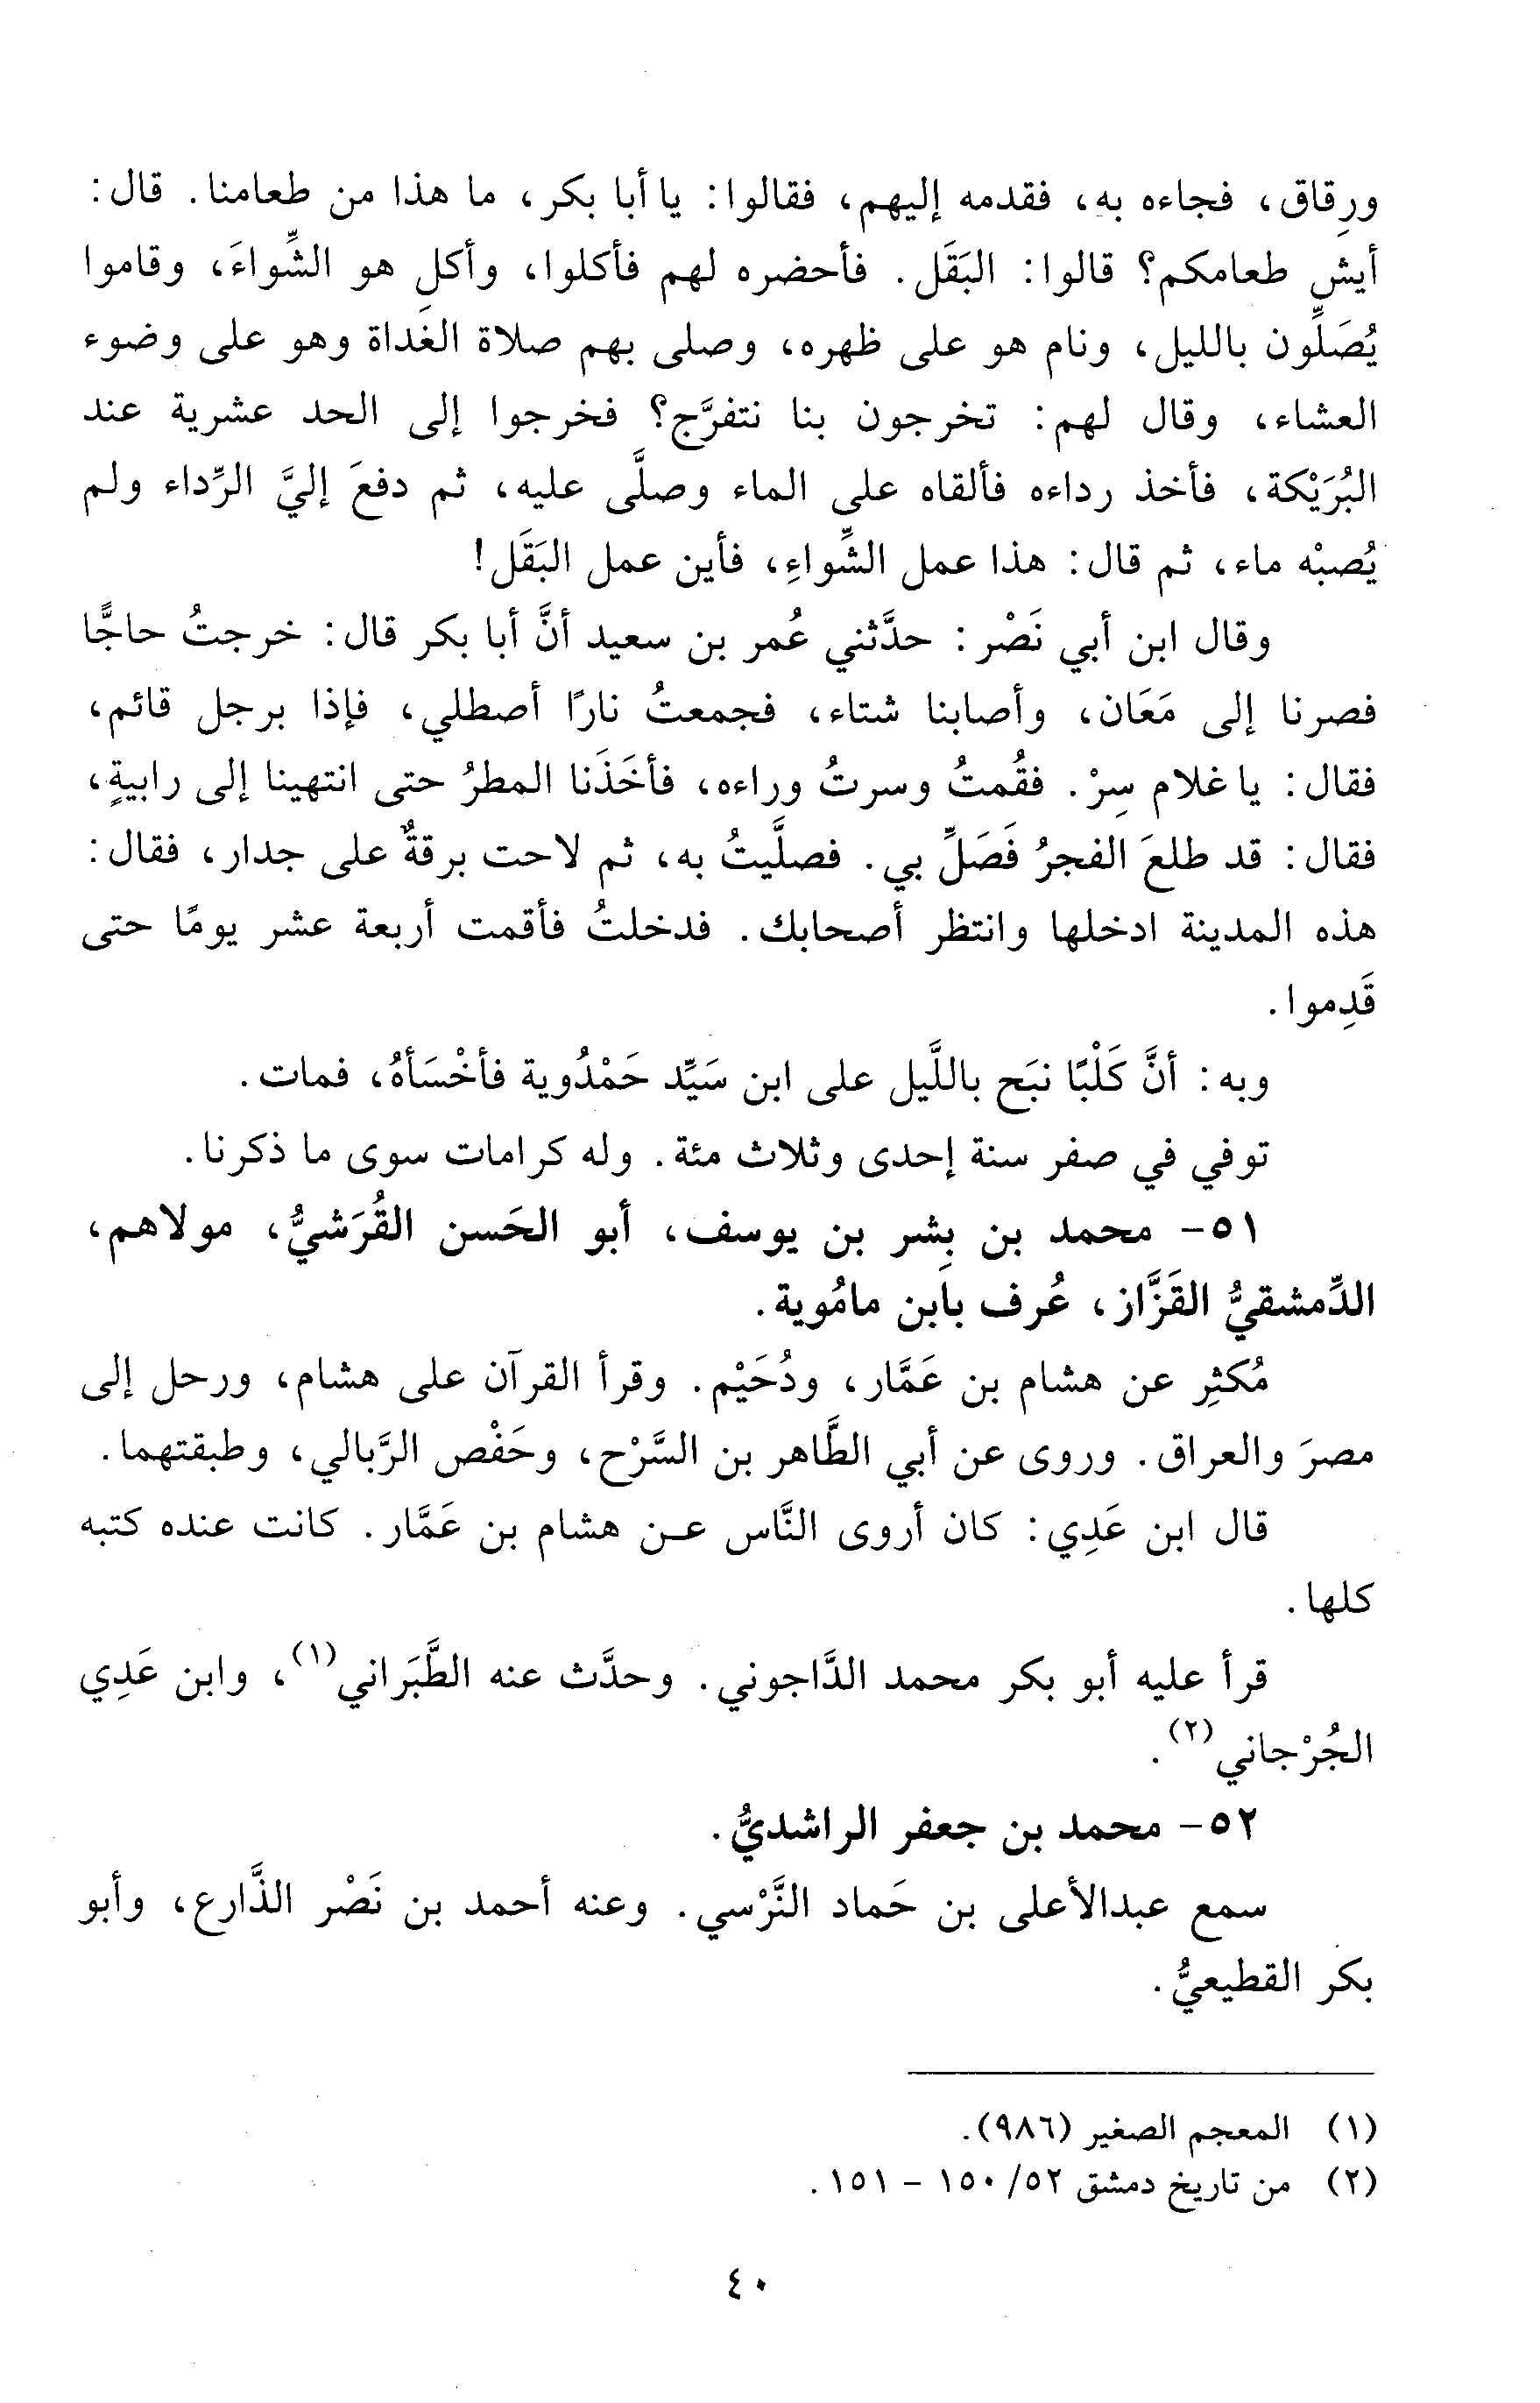 ورِقاق، فجاءه به، فقدمه إليهم، فقالوا: يا أبا بكر، ما هذا من طعامنا. قال:
أيش طعامكم؟ قالوا: البَقَل. فأحضره لهم فأكلوا، وأكل هو الشِّواءَ، وقاموا
يُصَلِّون بالليل، ونام هو على ظهره، وصلى بهم صلاة الغَداة وهو على وضوء
العشاء، وقال لهم: تخرجون بنا نتفرَّج؟ فخرجوا إلى الحد عشرية عند
البُرَيْكة، فأخذ رداءه فألقاه على الماء وصلَّى عليه، ثم دفعَ إليَّ الرِّداء ولم
يُصبْه ماء، ثم قال: هذا عمل الشِّواءِ، فأين عمل البَقَل!
وقال ابن أبي نَصْر: حدَّثني عُمر بن سعيد أنَّ أبا بكر قال: خرجتُ حاجًّا
فصرنا إلى مَعَان، وأصابنا شتاء، فجمعتُ نارًا أصطلي، فإذا برجل قائم،
فقال: يا غلام سِرْ. فقُمتُ وسرتُ وراءه، فأخَذَنا المطرُ حتى انتهينا إلى رابيةٍ،
فقال: قد طلعَ الفجرُ فَصَلِّ بي. فصلَّيتُ به، ثم لاحت برقةٌ على جدار، فقال:
هذه المدينة ادخلها وانتظر أصحابك. فدخلتُ فأقمت أربعة عشر يومًا حتى
قَدِموا.
وبه: أنَّ كَلْبًا نبَح باللَّيل على ابن سَيِّد حَمْدُوية فأخْسَأهُ، فمات.
توفي في صفر سنة إحدى وثلاث مئة. وله كرامات سوى ما ذكرنا.
٥١- محمد بن بِشر بن يوسف، أبو الحَسن القُرَشيُّ، مولاهم،
الدِّمشقيُّ القَزَّاز، عُرف بابن مامُوية.
مُكثِر عن هشام بن عَمَّار، ودُحَيْم. وقرأ القرآن على هشام، ورحل إلى
مصرَ والعراق. وروى عن أبي الطَّاهر بن السَّرْح، وحَفْص الرَّبالي، وطبقتهما.
قال ابن عَدِي: كان أروى النَّاس عن هشام بن عَمَّار. كانت عنده كتبه
كلها.
قرأ عليه أبو بكر محمد الدَّاجوني. وحدَّث عنه الطَّبَراني(١)، وابن عَدِي
الجُرْجاني(٢).
٥٢- محمد بن جعفر الراشديُّ.
سمع عبدالأعلى بن حَماد النَّرْسي. وعنه أحمد بن نَصْر الذَّارع، وأبو
بكر القطيعيُّ.
(١) المعجم الصغير (٩٨٦).
(٢) من تاريخ دمشق ٥٢/ ١٥٠ - ١٥١.
٤٠